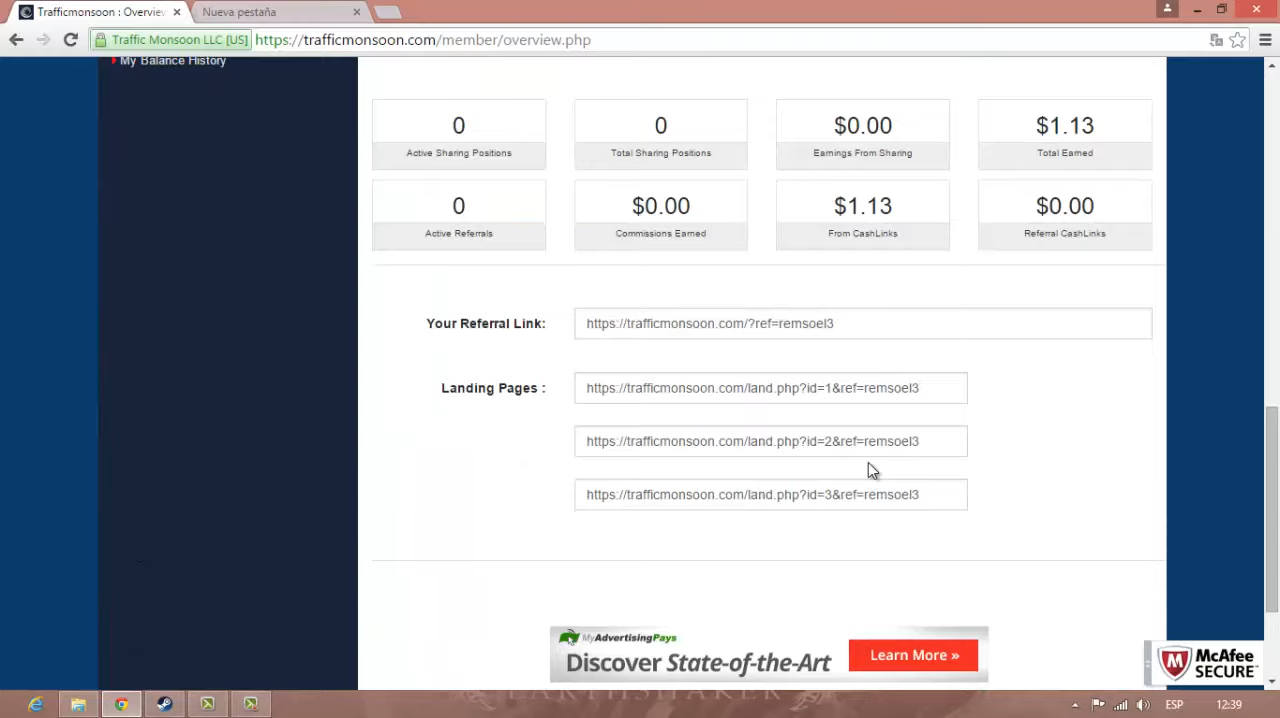 Trafficmonsoon : Overview
Nueva pestaña
Traffic Monsoon LLC [US]
https://trafficmonsoon.com/member/overview.php
My Balance History
0
Active Sharing Positions
0
Total Sharing Positions
$0.00
Earnings From Sharing
$1.13
Total Earned
0
Active Referrals
$0.00
Commissions Earned
$1.13
From CashLinks
$0.00
Referral CashLinks
Your Referral Link:
https://trafficmonsoon.com/?ref=remsoel3
Landing Pages :
https://trafficmonsoon.com/land.php?id=1&ref=remsoel3
https://trafficmonsoon.com/land.php?id=2&ref=remsoel3
https://trafficmonsoon.com/land.php?id=3&ref=remsoel3
MyAdvertisingPays
Discover State-of-the-Art
Learn More »
McAfee
SECURE™
EARTHSHAKER
ESP
12:39